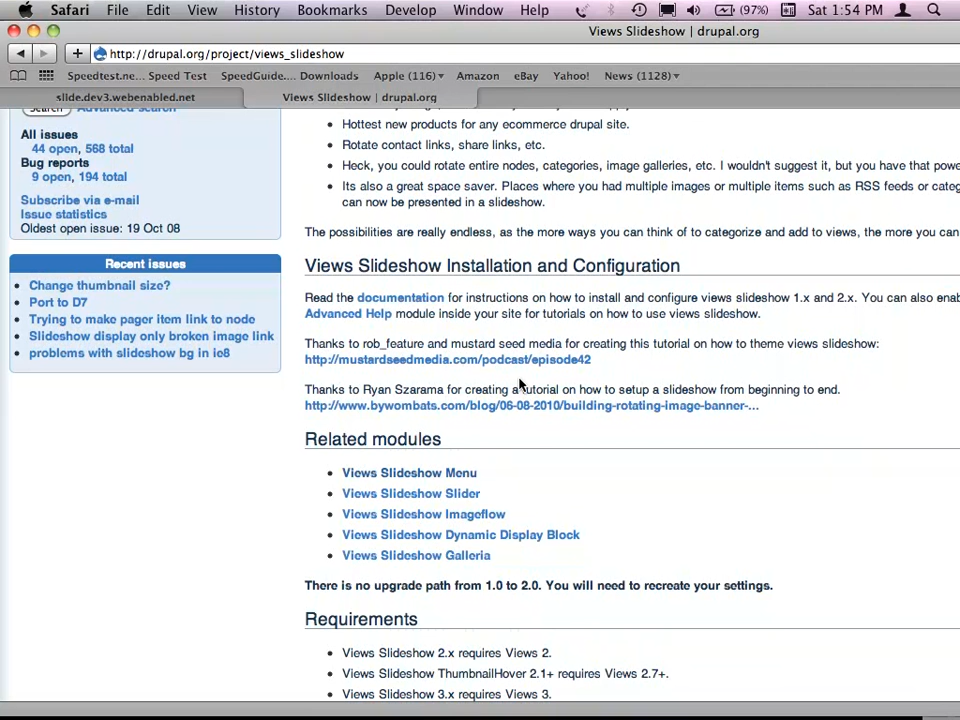 Safari File Edit View History Bookmarks Develop Window Help (97%) Sat 1:54 PM
Views Slideshow | drupal.org
http://drupal.org/project/views_slideshow
Speedtest.ne... Speed Test SpeedGuide.... Downloads Apple (116) Amazon eBay Yahoo! News (1128)
slide.dev3.webenabled.net Views Slideshow | drupal.org
Search Advanced search
All issues
44 open, 568 total
Bug reports
9 open, 194 total
Subscribe via e-mail
Issue statistics
Oldest open issue: 19 Oct 08
Recent issues
Change thumbnail size?
Port to D7
Trying to make pager item link to node
Slideshow display only broken image link
problems with slideshow bg in ie8
Hottest new products for any ecommerce drupal site.
Rotate contact links, share links, etc.
Heck, you could rotate entire nodes, categories, image galleries, etc. I wouldn't suggest it, but you have that powe
Its also a great space saver. Places where you had multiple images or multiple items such as RSS feeds or categ
can now be presented in a slideshow.
The possibilities are really endless, as the more ways you can think of to categorize and add to views, the more you can
Views Slideshow Installation and Configuration
Read the documentation for instructions on how to install and configure views slideshow 1.x and 2.x. You can also enab
Advanced Help module inside your site for tutorials on how to use views slideshow.
Thanks to rob_feature and mustard seed media for creating this tutorial on how to theme views slideshow:
http://mustardseedmedia.com/podcast/episode42
Thanks to Ryan Szarama for creating a tutorial on how to setup a slideshow from beginning to end.
http://www.bywombats.com/blog/06-08-2010/building-rotating-image-banner-...
Related modules
Views Slideshow Menu
Views Slideshow Slider
Views Slideshow Imageflow
Views Slideshow Dynamic Display Block
Views Slideshow Galleria
There is no upgrade path from 1.0 to 2.0. You will need to recreate your settings.
Requirements
Views Slideshow 2.x requires Views 2.
Views Slideshow ThumbnailHover 2.1+ requires Views 2.7+.
Views Slideshow 3.x requires Views 3.